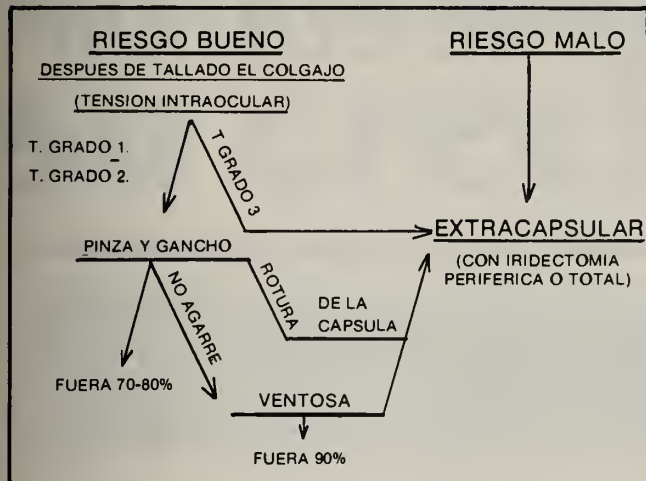 RIESGO BUENO
DESPUES DE TALLADO EL COLGAJO
(TENSION INTRAOCULAR)
T. GRADO 1.
T. GRADO 2.
T GRADO 3
PINZA Y GANCHO
NO AGARRE
ROTURA
DE LA
CAPSULA
FUERA 70-80%
VENTOSA
FUERA 90%
RIESGO MALO
EXTRACAPSULAR
(CON IRIDECTOMIA
PERIFERICA O TOTAL)